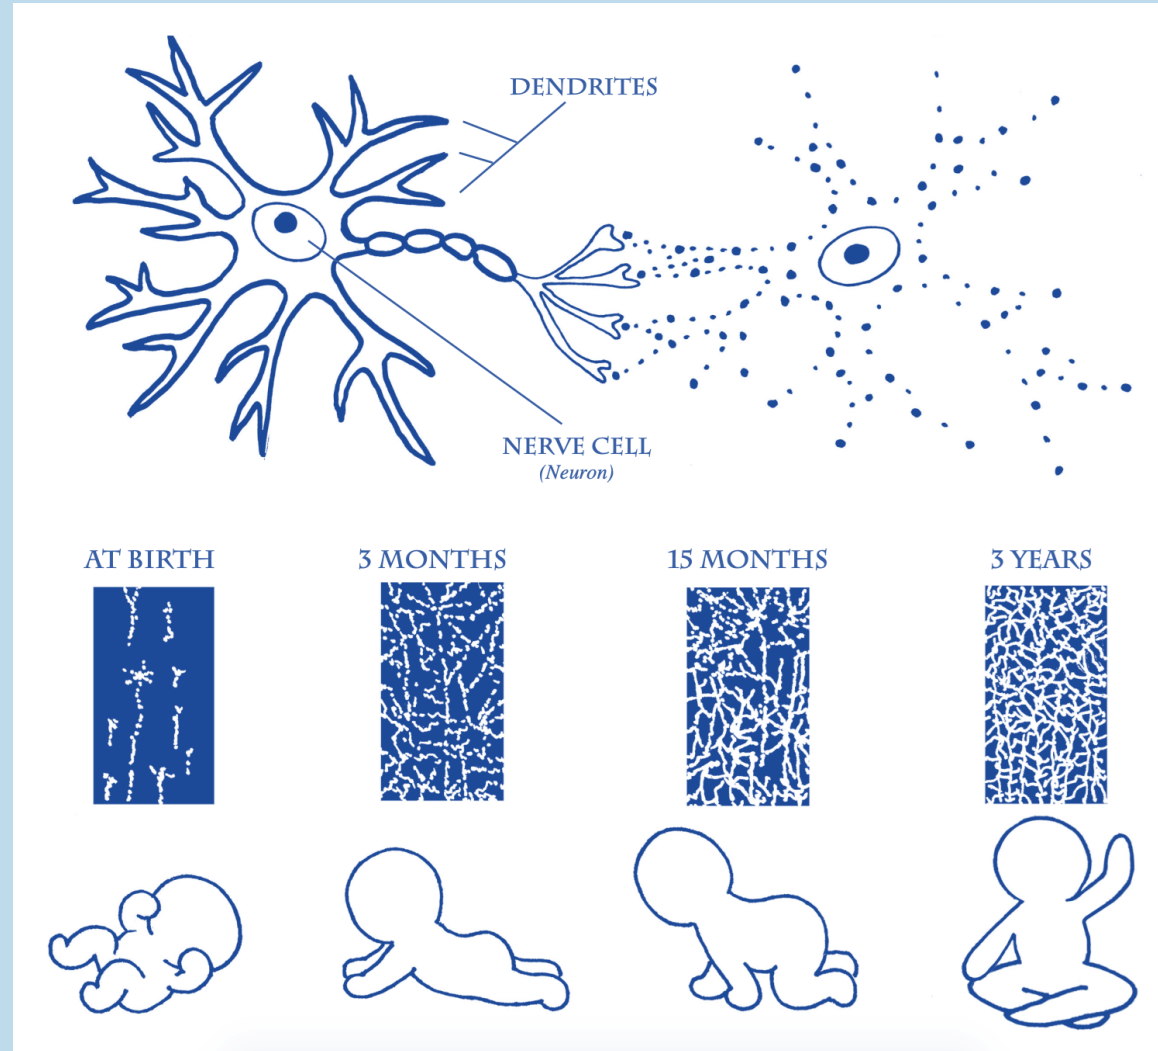 DENDRITES
NERVE CELL
(Neuron)
AT BIRTH
3 MONTHS
15 MONTHS
3 YEARS